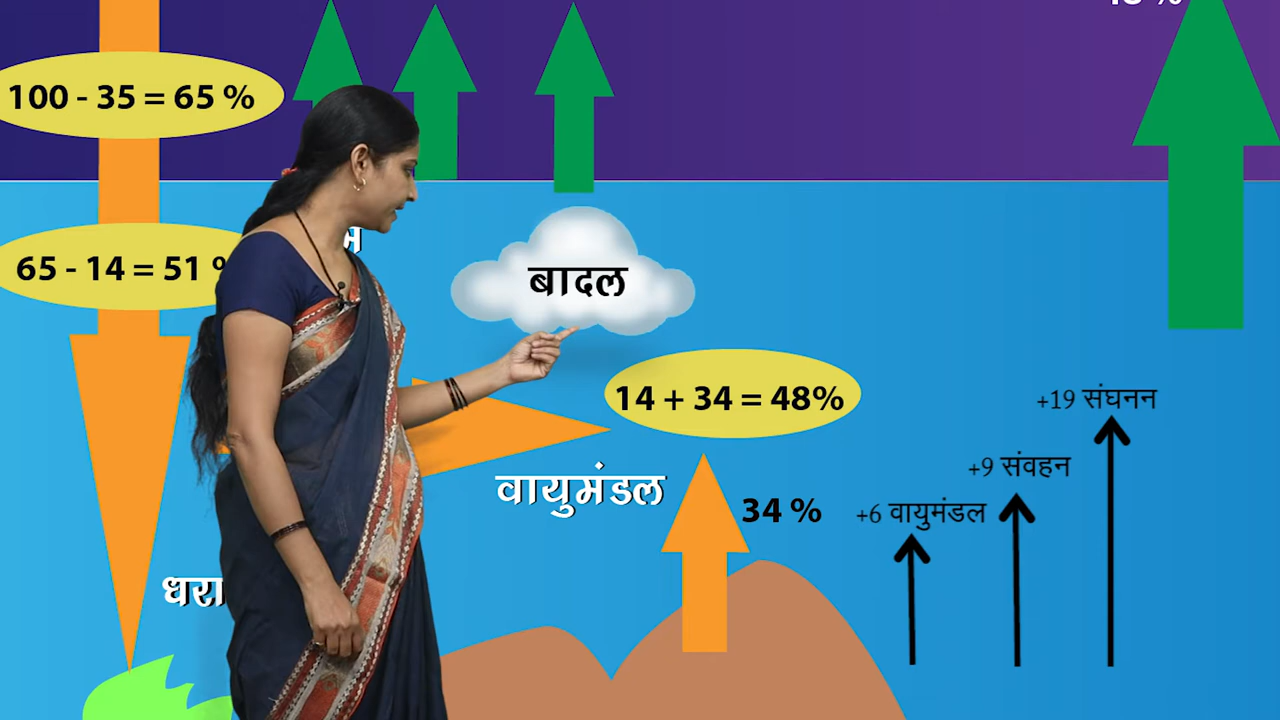 100 - 35 = 65 %
65 - 14 = 51
बादल
14 + 34 = 48%
+19 संघनन
+9 संवहन
वायुमंडल
34 %
+6 वायुमंडल